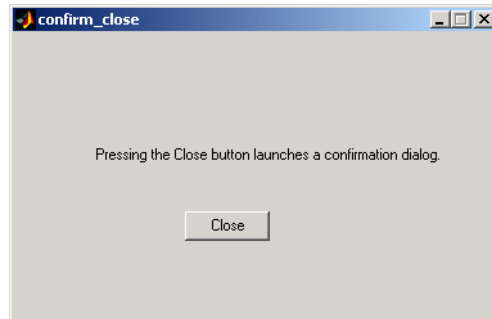 confirm_close
Pressing the Close button launches a confirmation dialog.
Close